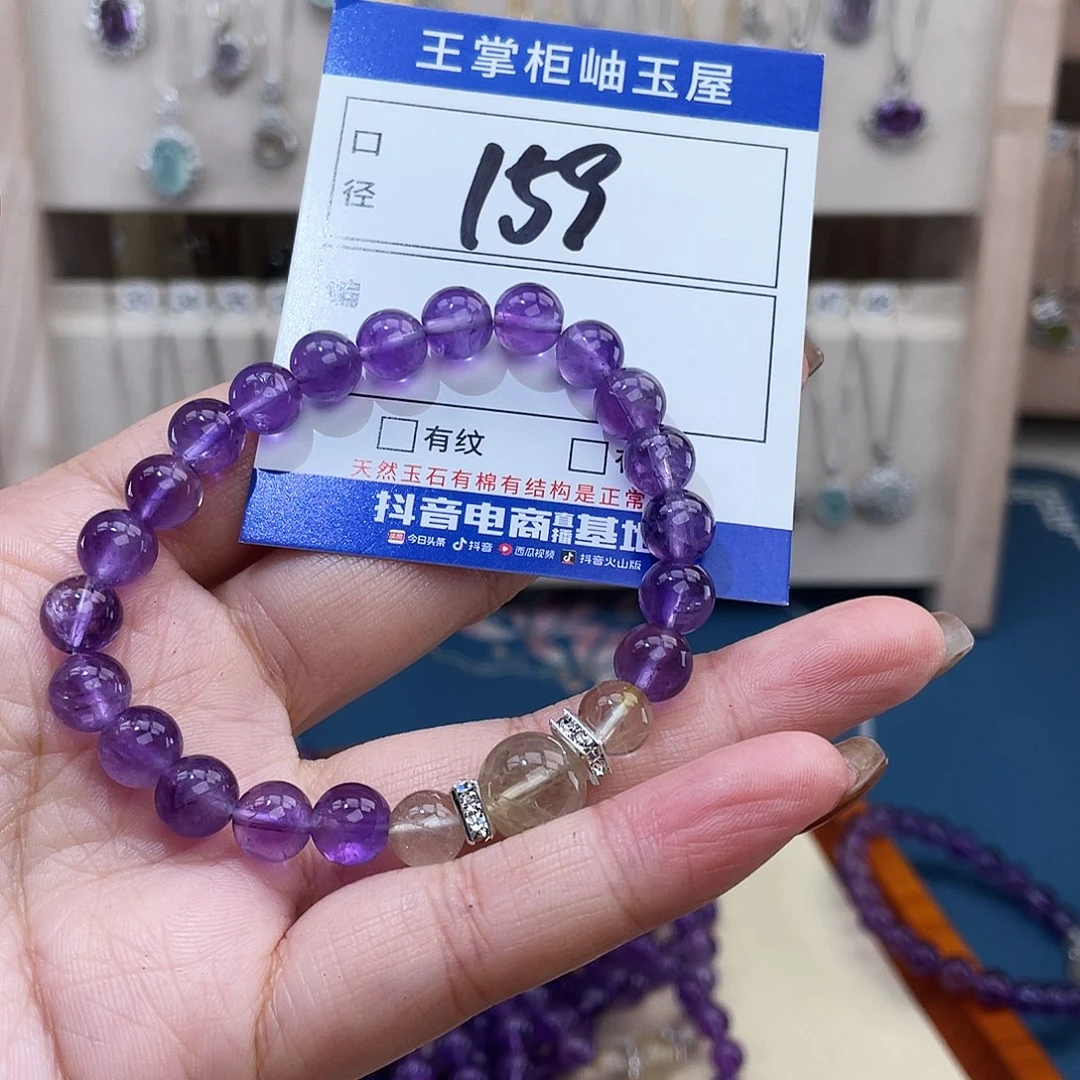 王掌柜岫玉屋
口径
159
编
有纹
天然玉石有棉有结构是正常
抖音电商直播基地
今日头条 抖音 西瓜视频 抖音火山版